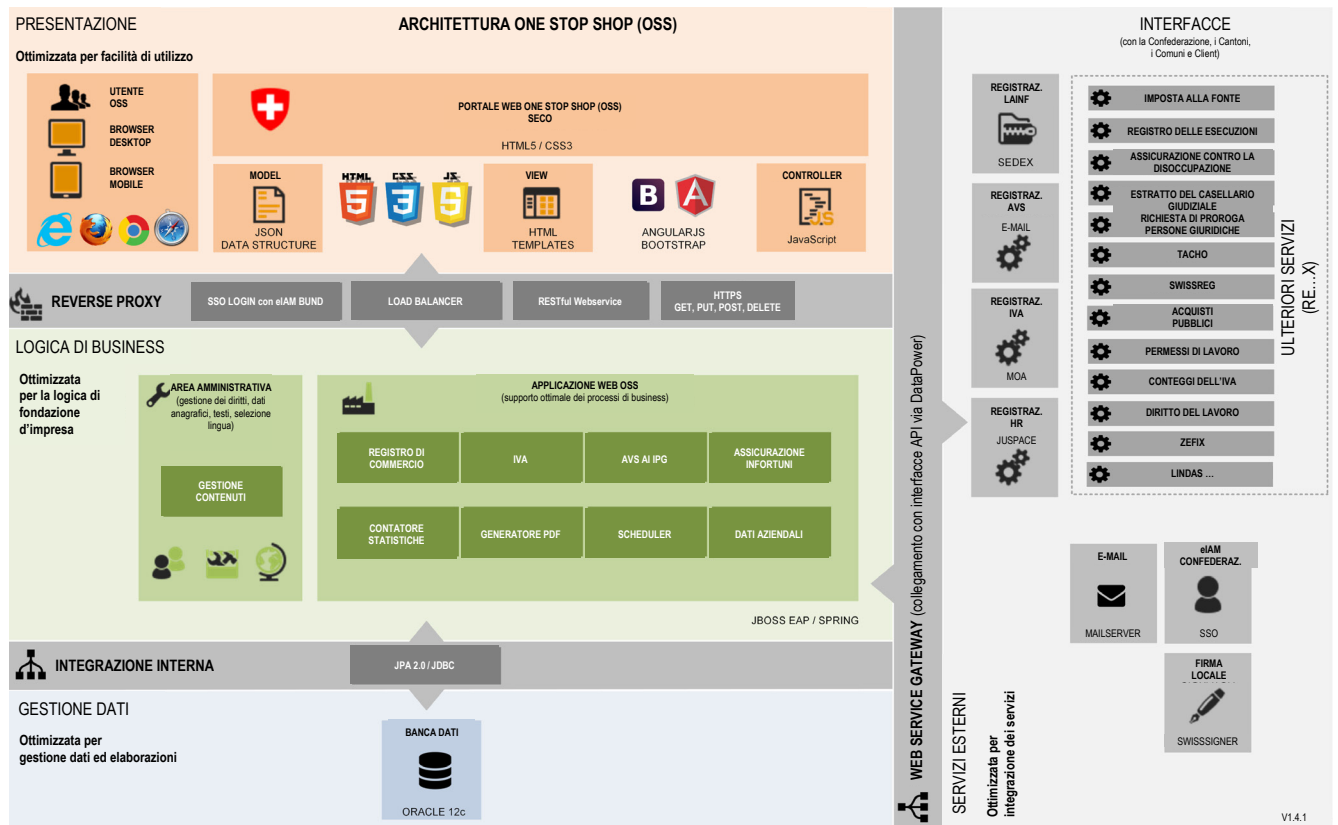 PRESENTAZIONE
ARCHITETTURA ONE STOP SHOP (OSS)
Ottimizzata per facilità di utilizzo
UTENTE
OSS
BROWSER
DESKTOP
BROWSER
MOBILE
PORTALE WEB ONE STOP SHOP (OSS)
SECO
HTML5 / CSS3
MODEL
JSON
DATA STRUCTURE
HTML
5
CSS
3
JS
VIEW
HTML
TEMPLATES
B
A
ANGULARJS
BOOTSTRAP
CONTROLLER
JS
JavaScript
REVERSE PROXY
SSO LOGIN con eIAM BUND
LOAD BALANCER
RESTful Webservice
HTTPS
GET, PUT, POST, DELETE
LOGICA DI BUSINESS
Ottimizzata
per la logica di
fondazione
d'impresa
AREA AMMINISTRATIVA
(gestione dei diritti, dati
anagrafici, testi, selezione
lingua)
GESTIONE
CONTENUTI
APPLICAZIONE WEB OSS
(supporto ottimale dei processi di business)
REGISTRO DI
COMMERCIO
IVA
AVS AI IPG
ASSICURAZIONE
INFORTUNI
CONTATORE
STATISTICHE
GENERATORE PDF
SCHEDULER
DATI AZIENDALI
JBOSS EAP / SPRING
INTEGRAZIONE INTERNA
JPA 2.0 / JDBC
GESTIONE DATI
Ottimizzata per
gestione dati ed elaborazioni
BANCA DATI
ORACLE 12c
WEB SERVICE GATEWAY (collegamento con interfacce API via DataPower)
SERVIZI ESTERNI
Ottimizzata per
integrazione dei servizi
INTERFACCE
(con la Confederazione, i Cantoni,
i Comuni e Client)
REGISTRAZ.
LAINF
SEDEX
REGISTRAZ.
AVS
E-MAIL
REGISTRAZ.
IVA
MOA
REGISTRAZ.
HR
JUSPACE
IMPOSTA ALLA FONTE
REGISTRO DELLE ESECUZIONI
ASSICURAZIONE CONTRO LA
DISOCCUPAZIONE
ESTRATTO DEL CASELLARIO
GIUDIZIALE
RICHIESTA DI PROROGA
PERSONE GIURIDICHE
TACHO
SWISSREG
ACQUISTI
PUBBLICI
PERMESSI DI LAVORO
CONTEGGI DELL'IVA
DIRITTO DEL LAVORO
ZEFIX
LINDAS ...
ULTERIORI SERVIZI
(RE...X)
E-MAIL
MAILSERVER
eIAM
CONFEDERAZ.
SSO
FIRMA
LOCALE
SWISSSIGNER
V1.4.1